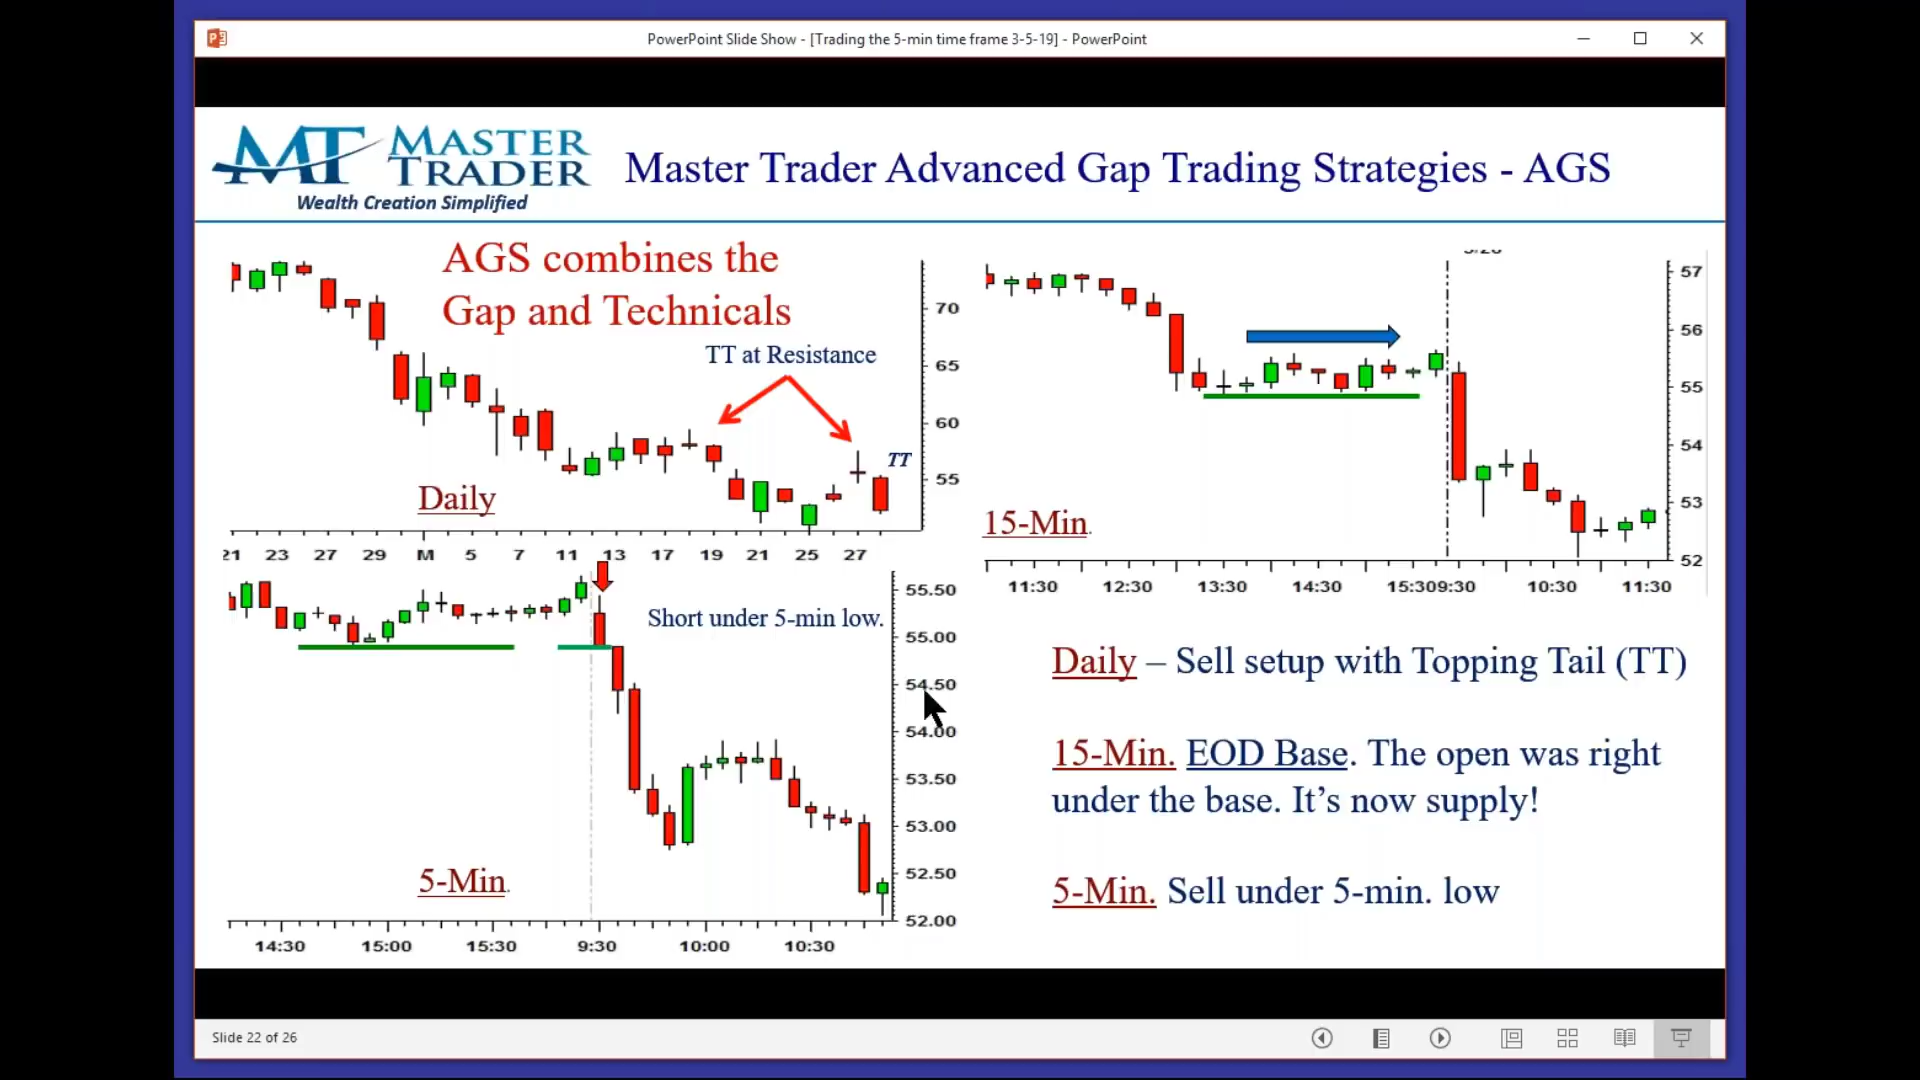 PowerPoint Slide Show - [Trading the 5-min time frame 3-5-19] - PowerPoint
MT MASTER TRADER
Wealth Creation Simplified
Master Trader Advanced Gap Trading Strategies - AGS
AGS combines the
Gap and Technicals
TT at Resistance
TT
Daily
70
65
60
55
21 23 27 29 M 5 7 11 13 17 19 21 25 27
57
56
55
54
53
52
15-Min.
11:30 12:30 13:30 14:30 15:30 9:30 10:30 11:30
Short under 5-min low.
55.50
55.00
54.50
54.00
53.50
53.00
52.50
52.00
5-Min.
14:30 15:00 15:30 9:30 10:00 10:30
Daily – Sell setup with Topping Tail (TT)
15-Min. EOD Base. The open was right
under the base. It’s now supply!
5-Min. Sell under 5-min. low
Slide 22 of 26